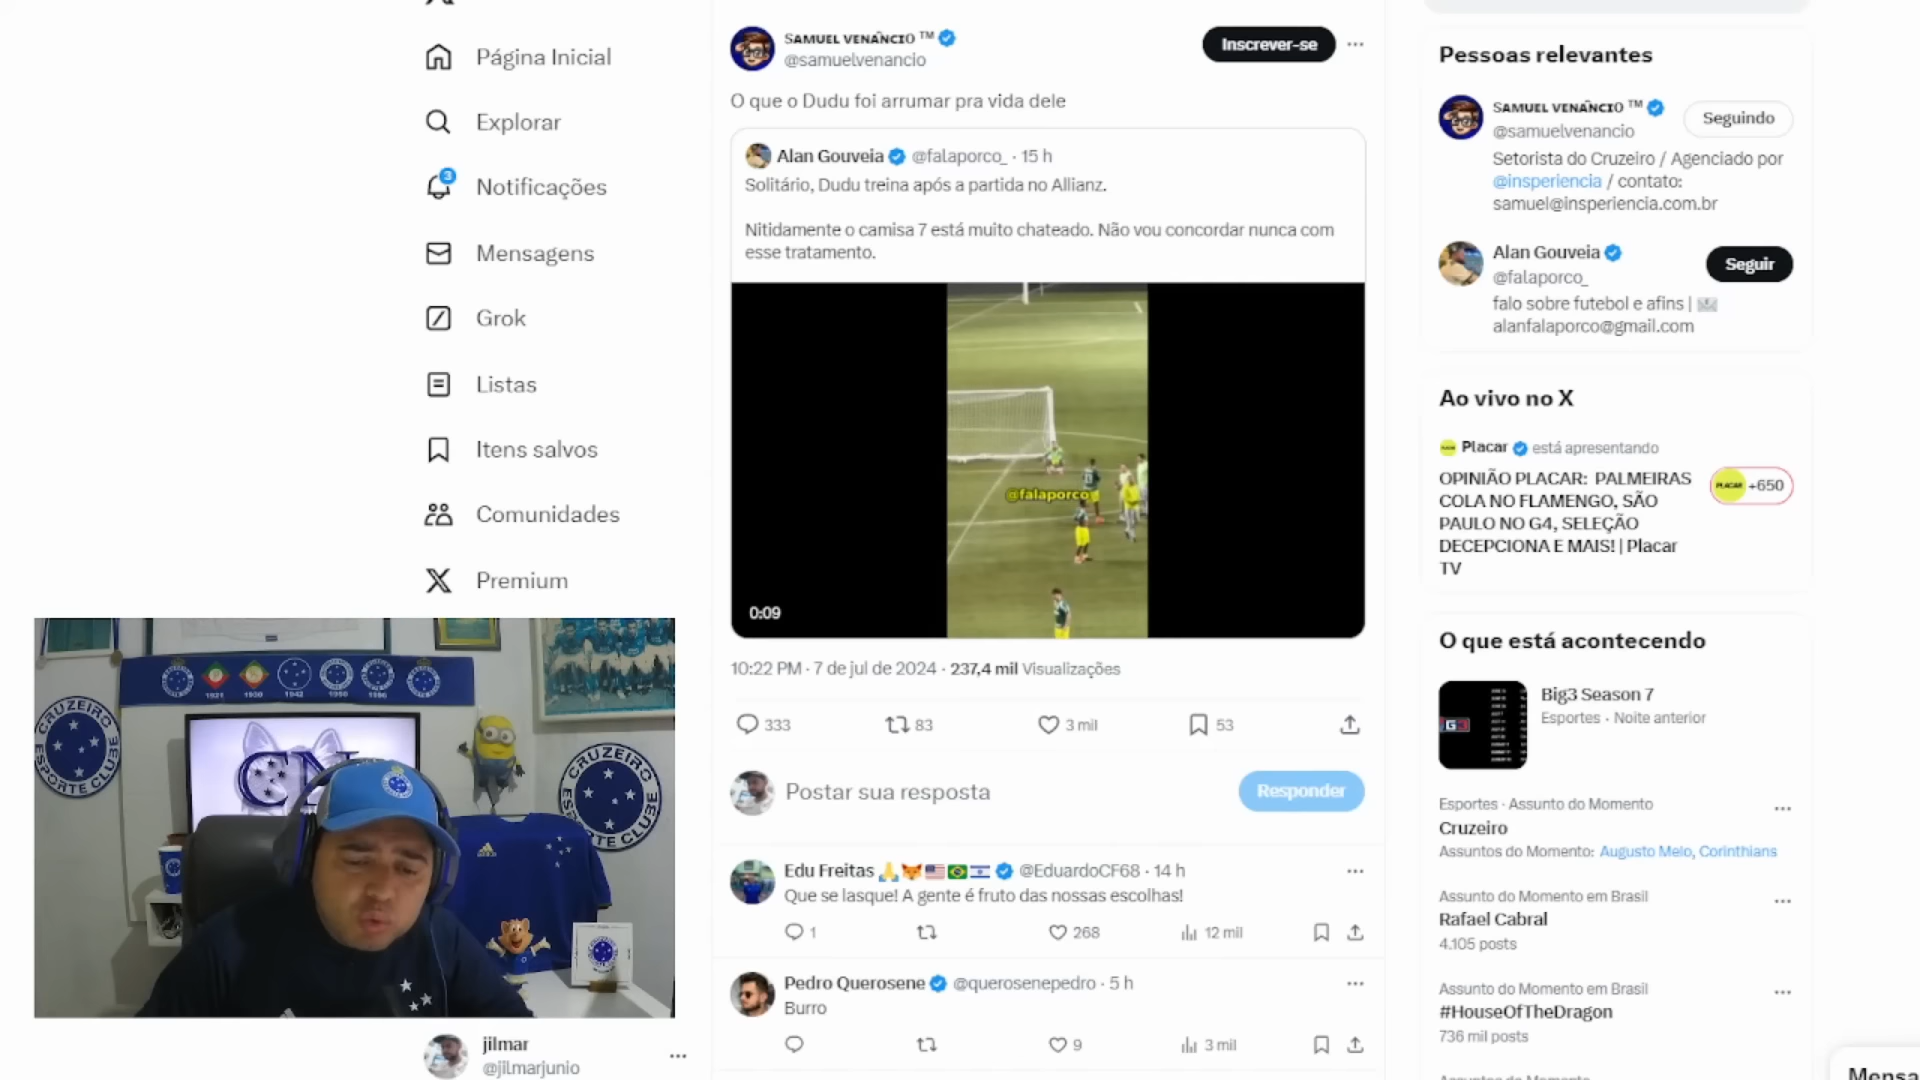 Página Inicial
Explorar
3
Notificações
Mensagens
Grok
Listas
Itens salvos
Comunidades
Premium
SAMUEL VENÂNCIO ™
@samuelvenancio
Inscrever-se
O que o Dudu foi arrumar pra vida dele
Alan Gouveia @falaporco_ · 15 h
Solitário, Dudu treina após a partida no Allianz.
Nitidamente o camisa 7 está muito chateado. Não vou concordar nunca com
esse tratamento.
@falaporco
0:09
10:22 PM · 7 de jul de 2024 · 237,4 mil Visualizações
333
83
3 mil
53
Postar sua resposta
Responder
Edu Freitas 🙏🦊🇺🇸🇧🇷🇮🇱 @EduardoCF68 · 14 h
Que se lasque! A gente é fruto das nossas escolhas!
1
268
12 mil
Pedro Querosene @querosenepedro · 5 h
Burro
9
3 mil
Pessoas relevantes
SAMUEL VENÂNCIO ™
@samuelvenancio
Seguindo
Setorista do Cruzeiro / Agenciado por
@insperiencia / contato:
samuel@insperiencia.com.br
Alan Gouveia
@falaporco_
Seguir
falo sobre futebol e afins | 📧
alanfalaporco@gmail.com
Ao vivo no X
Placar está apresentando
OPINIÃO PLACAR: PALMEIRAS
COLA NO FLAMENGO, SÃO
PAULO NO G4, SELEÇÃO
DECEPCIONA E MAIS! | Placar
TV
PLACAR +650
O que está acontecendo
Big3 Season 7
Esportes · Noite anterior
Esportes · Assunto do Momento
Cruzeiro
Assuntos do Momento: Augusto Melo, Corinthians
Assunto do Momento em Brasil
Rafael Cabral
4.105 posts
Assunto do Momento em Brasil
#HouseOfTheDragon
736 mil posts
Mensa
CRUZEIRO
ESPORTE CLUBE
1921
1930
1942
CRUZEIRO
ESPORTE CLUBE
jilmar
@jilmarjunio